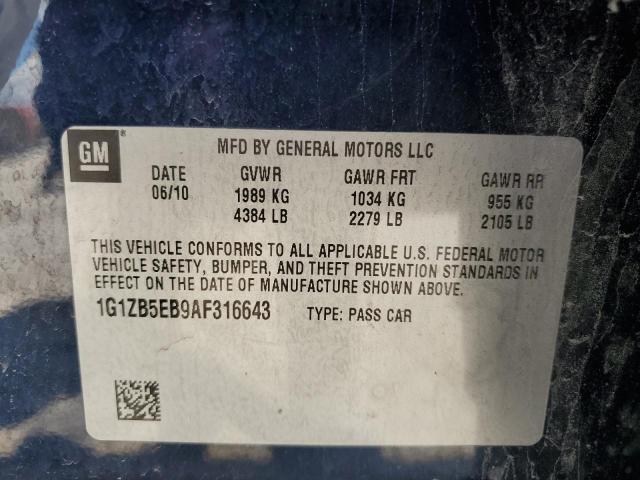 GM ®
MFD BY GENERAL MOTORS LLC
DATE GVWR GAWR FRT GAWR RR
06/10 1989 KG 1034 KG 955 KG
4384 LB 2279 LB 2105 LB
THIS VEHICLE CONFORMS TO ALL APPLICABLE U.S. FEDERAL MOTOR
VEHICLE SAFETY, BUMPER, AND THEFT PREVENTION STANDARDS IN
EFFECT ON THE DATE OF MANUFACTURE SHOWN ABOVE.
1G1ZB5EB9AF316643 TYPE: PASS CAR